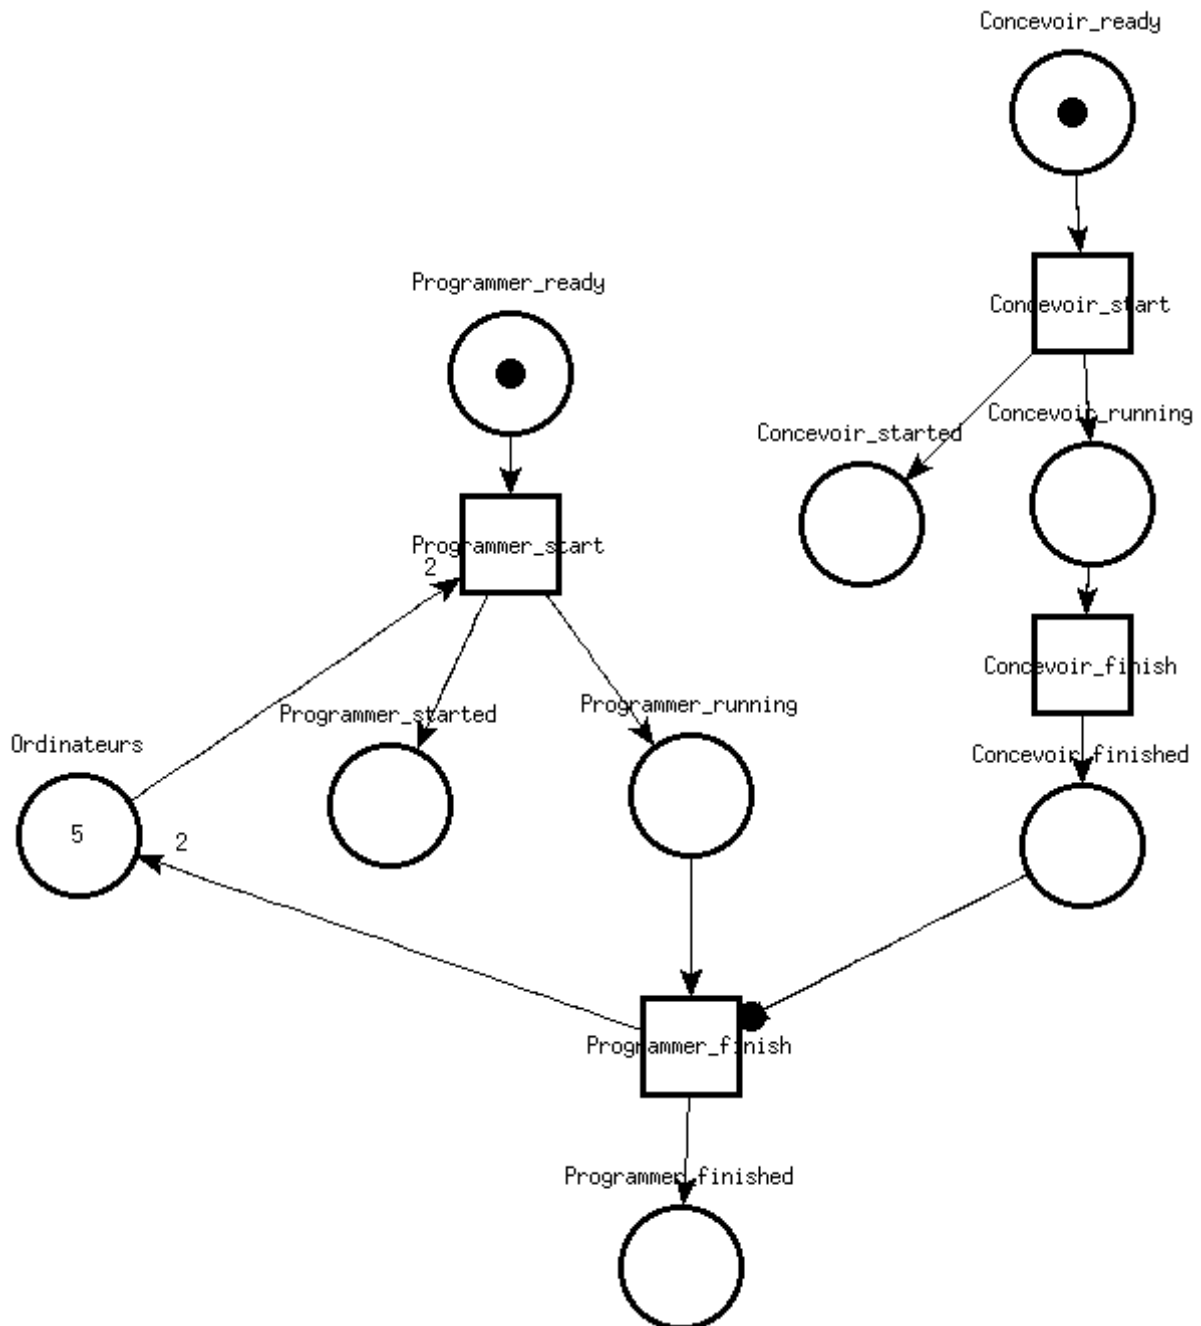 Concevoir_ready
Programmer_ready
Concevoir_start
Concevoir_running
Concevoir_started
Programmer_start
2
Concevoir_finish
Programmer_running
Programmer_started
Ordinateurs
Concevoir_finished
5
2
Programmer_finish
Programmer_finished